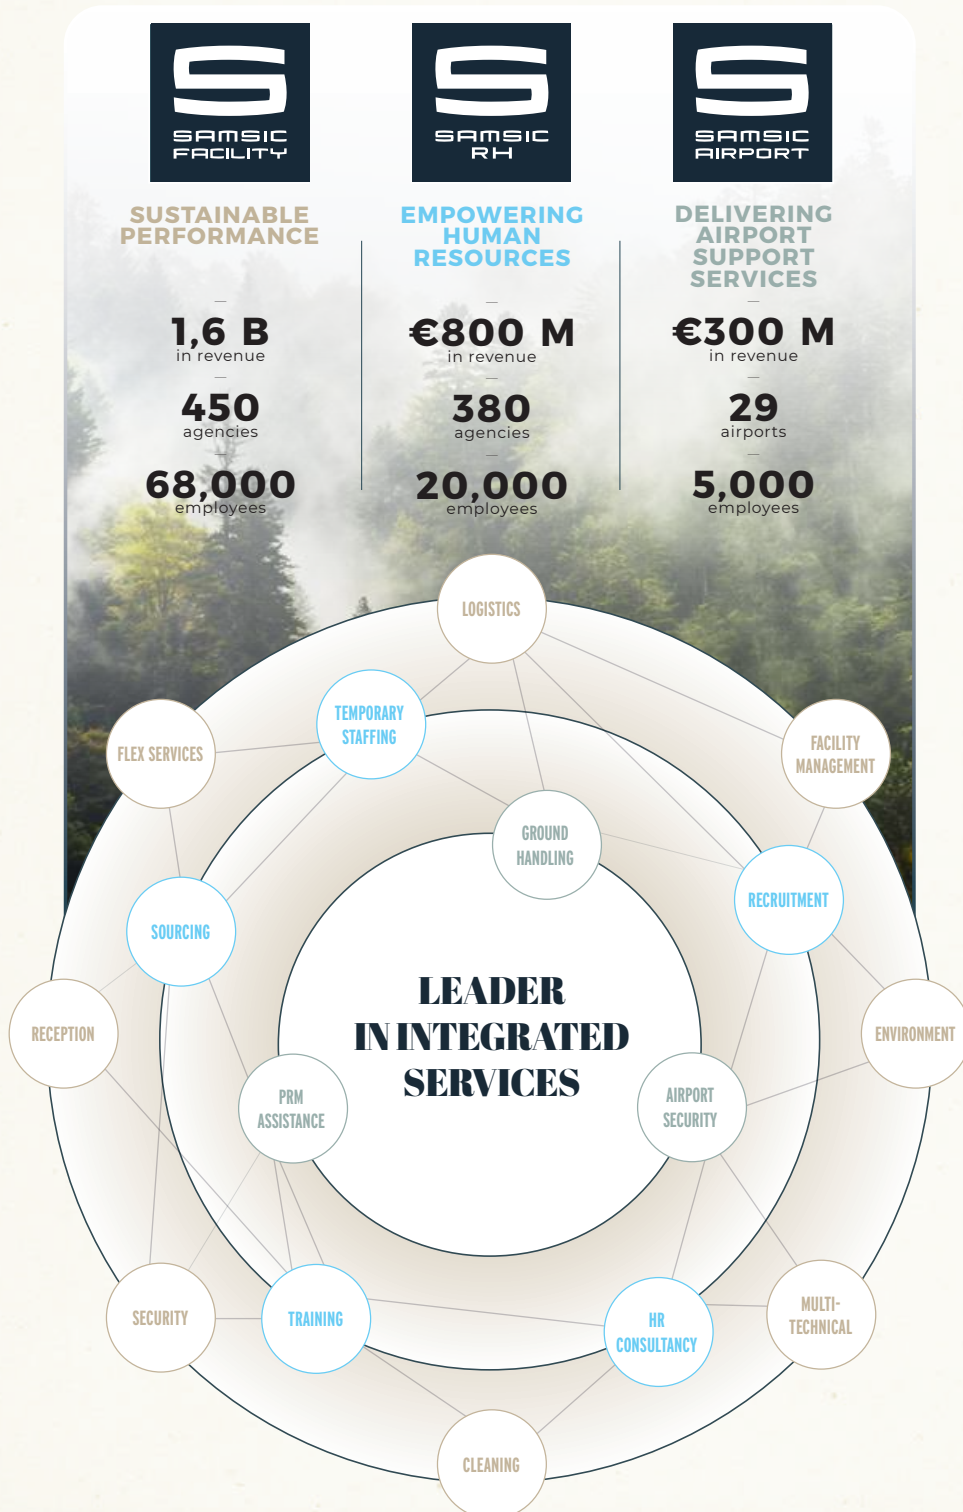 SAMSIC
FACILITY
SAMSIC
RH
SAMSIC
AIRPORT
SUSTAINABLE
PERFORMANCE
EMPOWERING
HUMAN
RESOURCES
DELIVERING
AIRPORT
SUPPORT
SERVICES
1,6 B
in revenue
450
agencies
68,000
employees
€800 M
in revenue
380
agencies
20,000
employees
€300 M
in revenue
29
airports
5,000
employees
LOGISTICS
TEMPORARY
STAFFING
FLEX SERVICES
FACILITY
MANAGEMENT
GROUND
HANDLING
RECRUITMENT
SOURCING
LEADER
IN INTEGRATED
SERVICES
RECEPTION
ENVIRONMENT
PRM
ASSISTANCE
AIRPORT
SECURITY
SECURITY
TRAINING
HR
CONSULTANCY
MULTI-
TECHNICAL
CLEANING